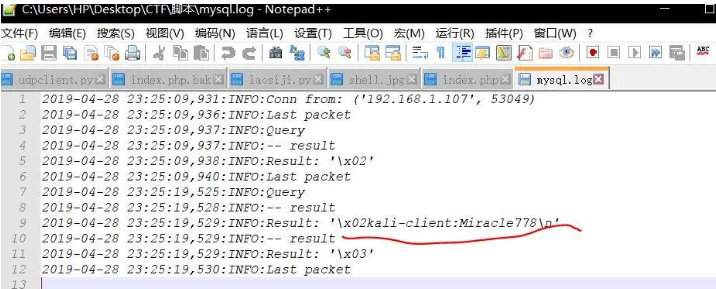 C:\Users\HP\Desktop\CTF\脚本\mysql.log - Notepad++
文件(F) 编辑(E) 搜索(S) 视图(V) 编码(N) 语言(L) 设置(T) 工具(O) 宏(M) 运行(R) 插件(P) 窗口(W) ?
udpclient.py index.php.bak laosiji.py shell.jpg index.php mysql.log
1 2019-04-28 23:25:09,931:INFO:Conn from: ('192.168.1.107', 53049)
2 2019-04-28 23:25:09,936:INFO:Last packet
3 2019-04-28 23:25:09,937:INFO:Query
4 2019-04-28 23:25:09,937:INFO:-- result
5 2019-04-28 23:25:09,938:INFO:Result: '\x02'
6 2019-04-28 23:25:09,940:INFO:Last packet
7 2019-04-28 23:25:19,525:INFO:Query
8 2019-04-28 23:25:19,528:INFO:-- result
9 2019-04-28 23:25:19,529:INFO:Result: '\x02kali-client:Miracle778\n'
10 2019-04-28 23:25:19,529:INFO:-- result
11 2019-04-28 23:25:19,529:INFO:Result: '\x03'
12 2019-04-28 23:25:19,530:INFO:Last packet
13